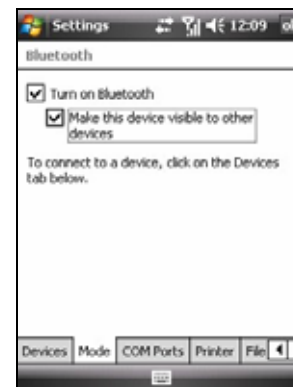 Settings 12:09 ok
Bluetooth
Turn on Bluetooth
Make this device visible to other
devices
To connect to a device, click on the Devices
tab below.
Devices Mode COM Ports Printer File